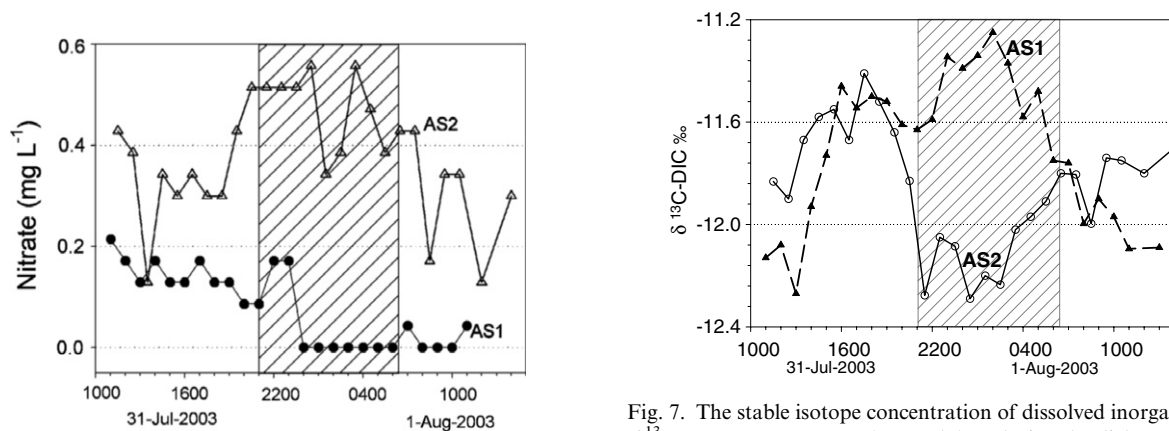 0.6
0.4
0.2
0.0
Nitrate (mg L⁻¹)
AS2
AS1
1000 1600 2200 0400 1000
31-Jul-2003 1-Aug-2003
-11.2
-11.6
-12.0
-12.4
δ ¹³C-DIC ‰
AS1
AS2
1000 1600 2200 0400 1000
31-Jul-2003 1-Aug-2003
Fig. 7. The stable isotope concentration of dissolved inorga